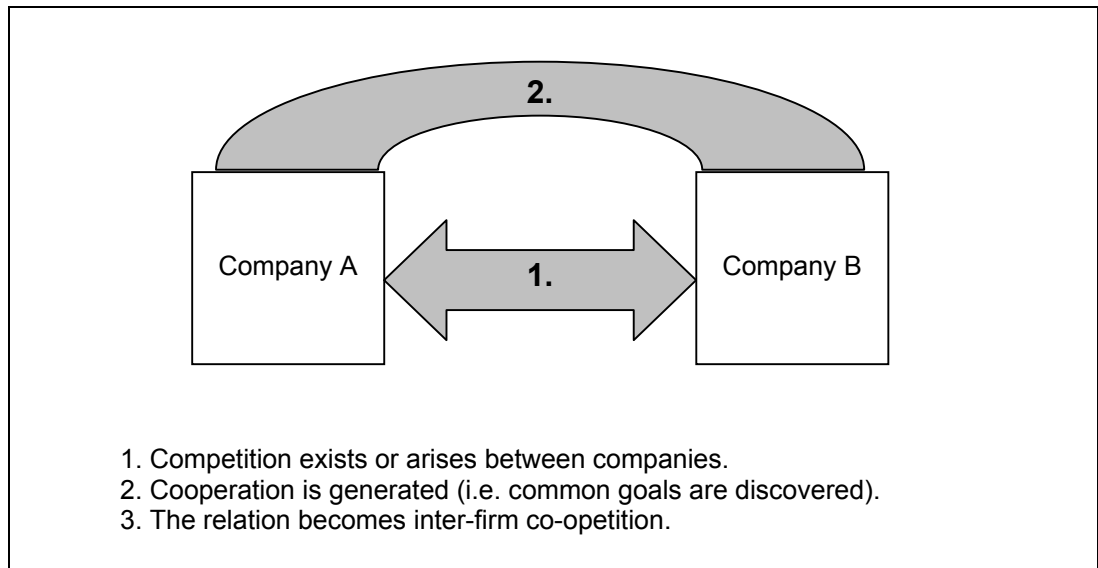 2.
Company A
1.
Company B
1. Competition exists or arises between companies.
2. Cooperation is generated (i.e. common goals are discovered).
3. The relation becomes inter-firm co-opetition.